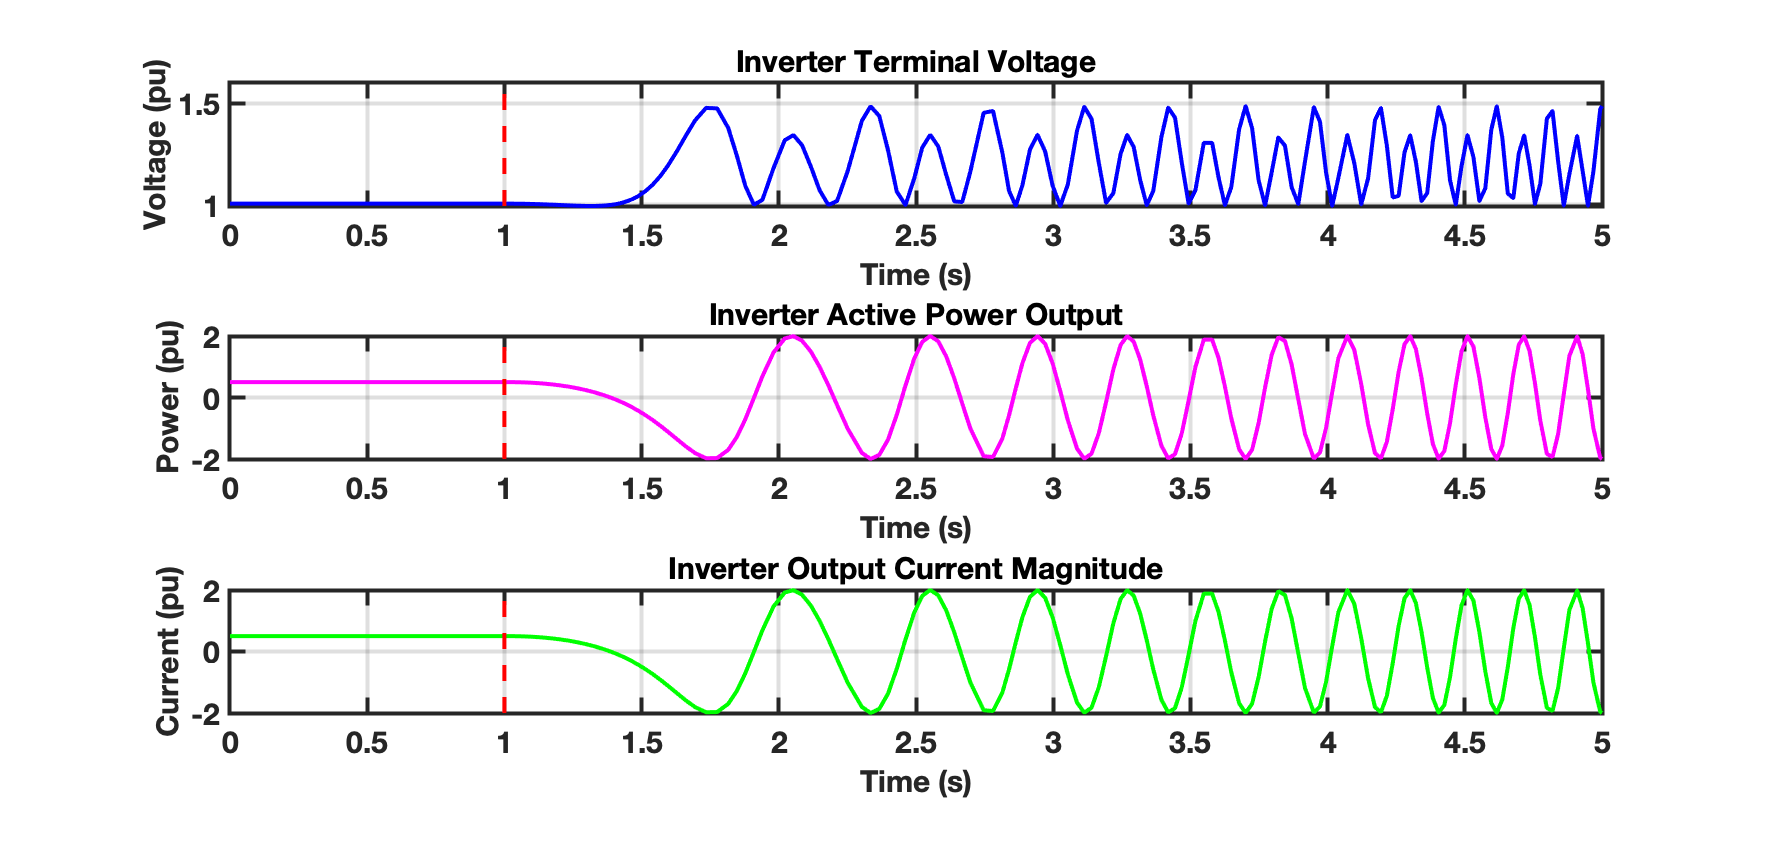 Inverter Terminal Voltage
Voltage (pu)
1.5
1
0 0.5 1 1.5 2 2.5 3 3.5 4 4.5 5
Time (s)
Inverter Active Power Output
Power (pu)
2
0
-2
0 0.5 1 1.5 2 2.5 3 3.5 4 4.5 5
Time (s)
Inverter Output Current Magnitude
Current (pu)
2
0
-2
0 0.5 1 1.5 2 2.5 3 3.5 4 4.5 5
Time (s)